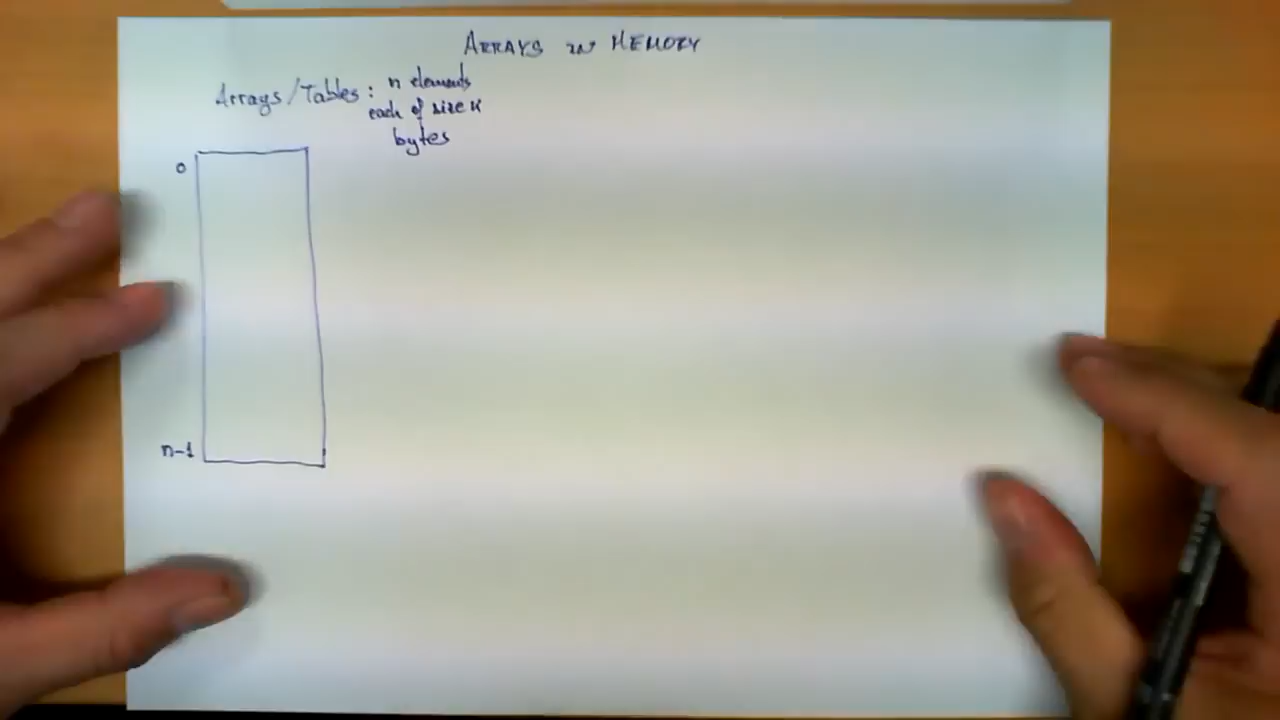 ARRAYS IN MEMORY
Arrays/Tables: n elements
each of size k
bytes
0
n-1